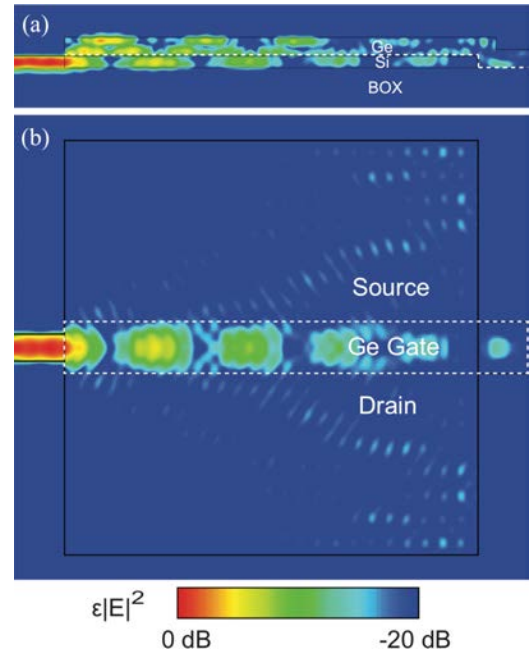 (a)
Ge
Si
BOX
(b)
Source
Ge Gate
Drain
ε|E|²
0 dB
-20 dB